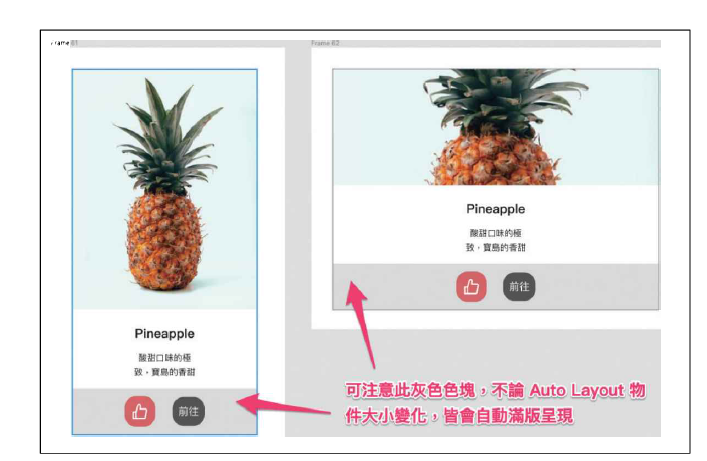 Frame 81
Frame 82
Pineapple
酸甜口味的極
致，寶島的香甜
前往
Pineapple
酸甜口味的極
致，寶島的香甜
前往
可注意此灰色色塊，不論 Auto Layout 物
件大小變化，皆會自動滿版呈現